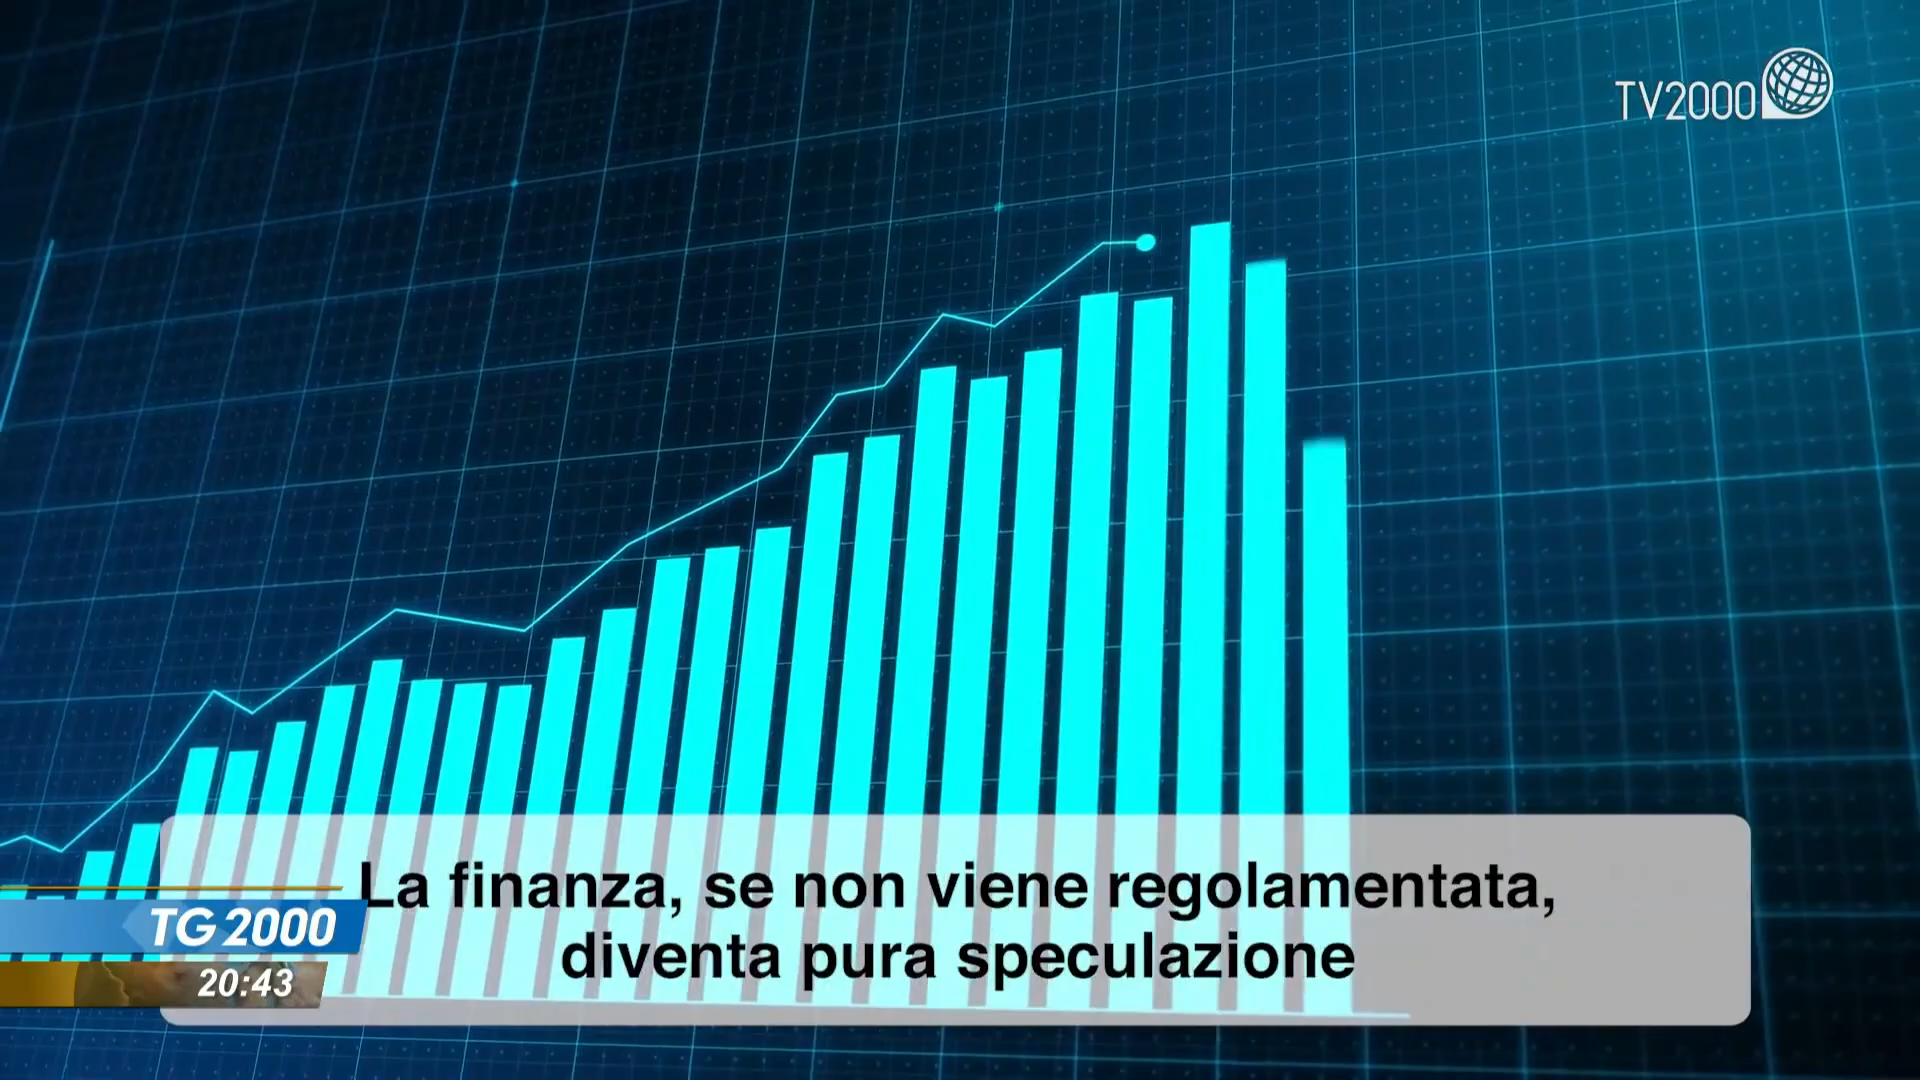 TV2000
La finanza, se non viene regolamentata,
diventa pura speculazione
TG 2000
20:43